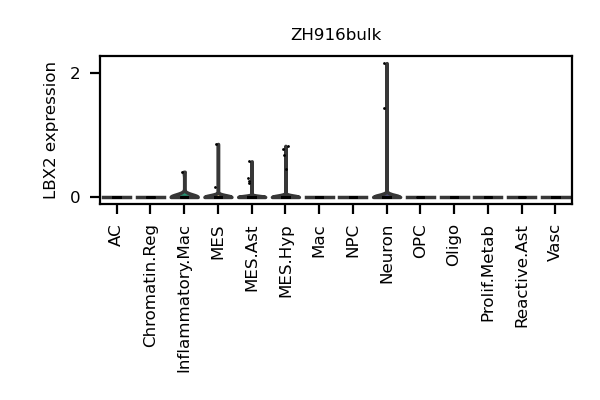 ZH916bulk
LBX2 expression
2
0
AC
Chromatin.Reg
Inflammatory.Mac
MES
MES.Ast
MES.Hyp
Mac
NPC
Neuron
OPC
Oligo
Prolif.Metab
Reactive.Ast
Vasc